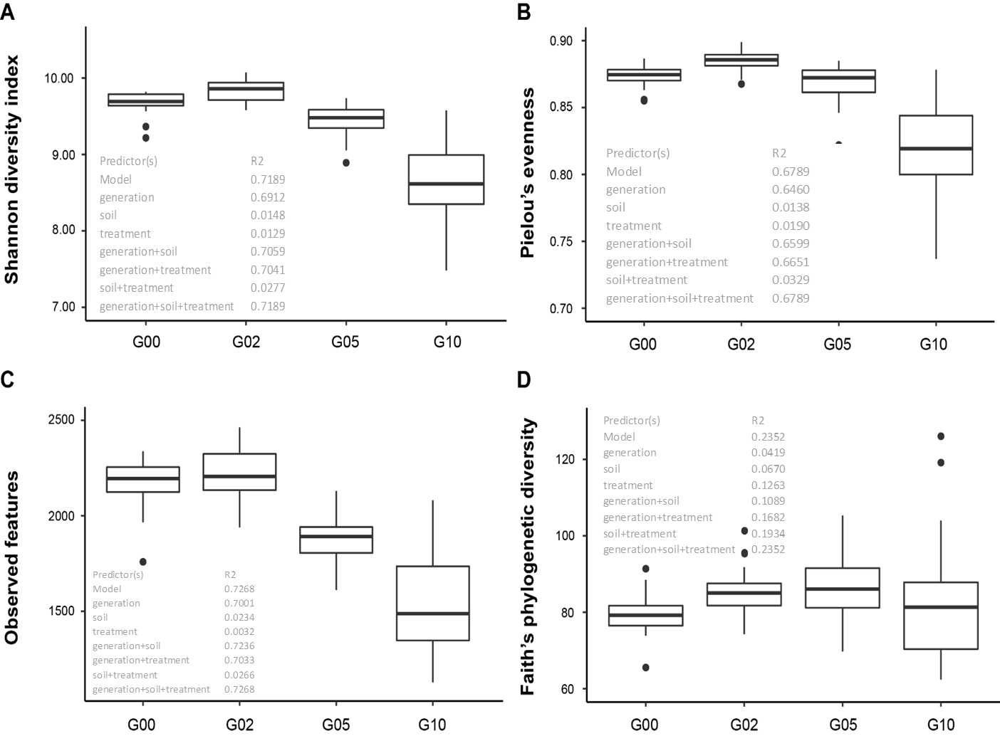 A
Shannon diversity index
10.00
9.00
8.00
7.00
Predictor(s) R2
Model 0.7189
generation 0.6912
soil 0.0148
treatment 0.0129
generation+soil 0.7059
generation+treatment 0.7041
soil+treatment 0.0277
generation+soil+treatment 0.7189
G00 G02 G05 G10
B
Pielou's evenness
0.90
0.85
0.80
0.75
0.70
Predictor(s) R2
Model 0.6789
generation 0.6460
soil 0.0138
treatment 0.0190
generation+soil 0.6599
generation+treatment 0.6651
soil+treatment 0.0329
generation+soil+treatment 0.6789
G00 G02 G05 G10
C
Observed features
2500
2000
1500
Predictor(s) R2
Model 0.7268
generation 0.7001
soil 0.0234
treatment 0.0032
generation+soil 0.7236
generation+treatment 0.7033
soil+treatment 0.0266
generation+soil+treatment 0.7268
G00 G02 G05 G10
D
Faith's phylogenetic diversity
120
100
80
60
Predictor(s) R2
Model 0.2352
generation 0.0419
soil 0.0670
treatment 0.1263
generation+soil 0.1089
generation+treatment 0.1682
soil+treatment 0.1934
generation+soil+treatment 0.2352
G00 G02 G05 G10